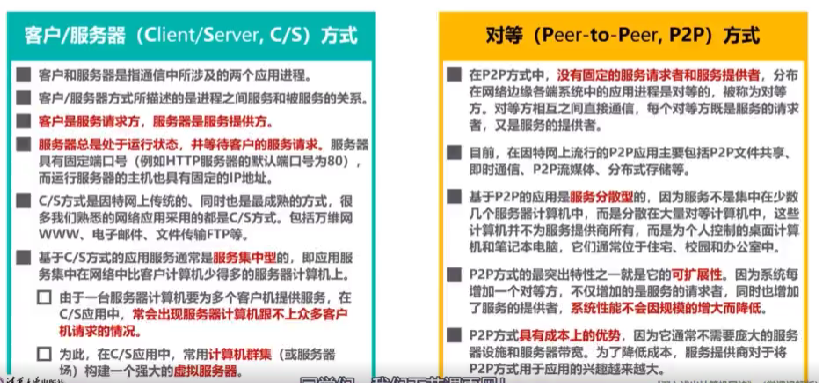 客户/服务器（Client/Server, C/S）方式
客户和服务器是指通信中所涉及的两个应用进程。
客户/服务器方式所描述的是进程之间服务和被服务的关系。
客户是服务请求方，服务器是服务提供方。
服务器总是处于运行状态，并等待客户的服务请求。服务器
具有固定端口号（例如HTTP服务器的默认端口号为80），
而运行服务器的主机也具有固定的IP地址。
C/S方式是因特网上传统的、同时也是最成熟的方式，很
多我们熟悉的网络应用采用的都是C/S方式。包括万维网
WWW、电子邮件、文件传输FTP等。
基于C/S方式的应用服务通常是服务集中型的，即应用服
务集中在网络中比客户计算机少得多的服务器计算机上。
由于一台服务器计算机要为多个客户机提供服务，在
C/S应用中，常会出现服务器计算机跟不上众多客户
机请求的情况。
为此，在C/S应用中，常用计算机群集（或服务器
场）构建一个强大的虚拟服务器。
对等（Peer-to-Peer, P2P）方式
在P2P方式中，没有固定的服务请求者和服务提供者，分布
在网络边缘各端系统中的应用进程是对等的，被称为对等
方。对等方相互之间直接通信，每个对等方既是服务的请求
者，又是服务的提供者。
目前，在因特网上流行的P2P应用主要包括P2P文件共享、
即时通信、P2P流媒体、分布式存储等。
基于P2P的应用是服务分散型的，因为服务不是集中在少数
几个服务器计算机中，而是分散在大量对等计算机中，这些
计算机并不为服务提供商所有，而是为个人控制的桌面计算
机和笔记本电脑，它们通常位于住宅、校园和办公室中。
P2P方式的最突出特性之一就是它的可扩展性。因为系统每
增加一个对等方，不仅增加的是服务的请求者，同时也增加
了服务的提供者，系统性能不会因规模的增大而降低。
P2P方式具有成本上的优势，因为它通常不需要庞大的服务
器设施和服务器带宽。为了降低成本，服务提供商对于将
P2P方式用于应用的兴趣越来越大。